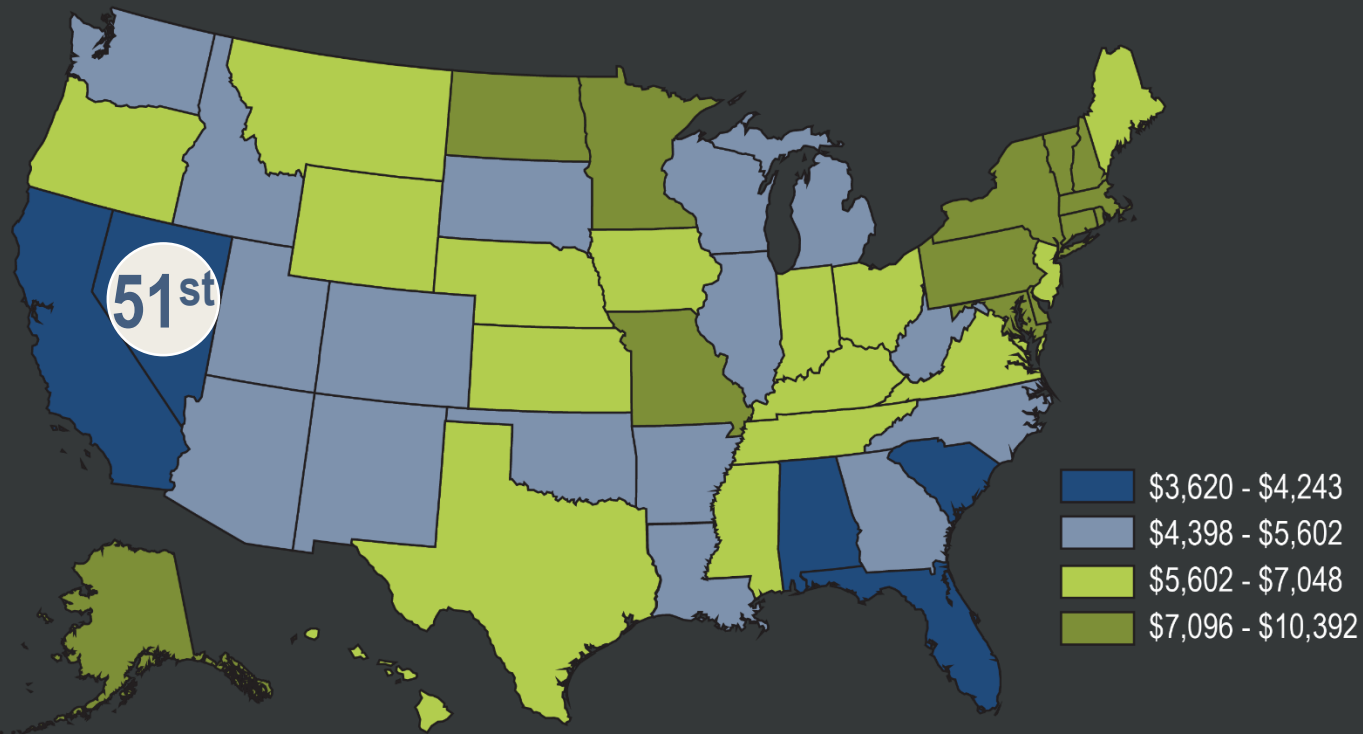 51st
$3,620 - $4,243
$4,398 - $5,602
$5,602 - $7,048
$7,096 - $10,392